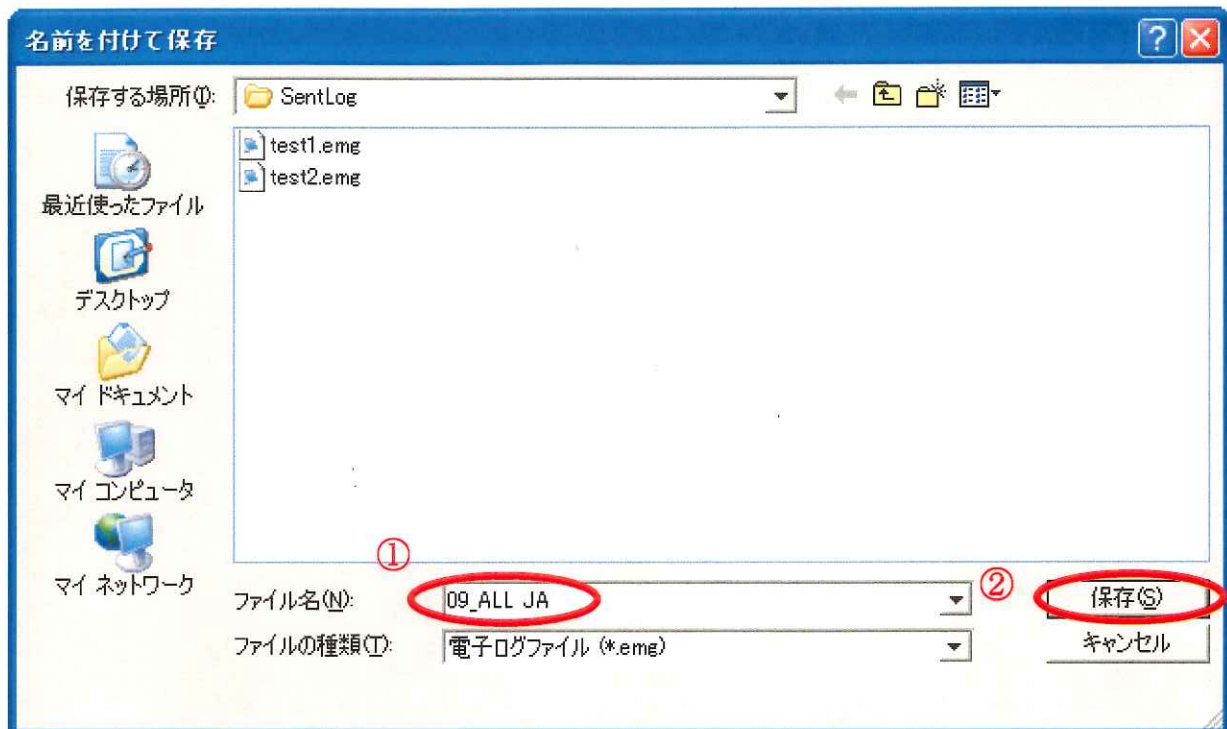 名前を付けて保存
保存する場所(I):
SentLog
test1.emg
test2.emg
最近使ったファイル
デスクトップ
マイ ドキュメント
マイ コンピュータ
マイ ネットワーク
①
ファイル名(N):
09_ALL JA
②
保存(S)
ファイルの種類(T):
電子ログファイル (*.emg)
キャンセル